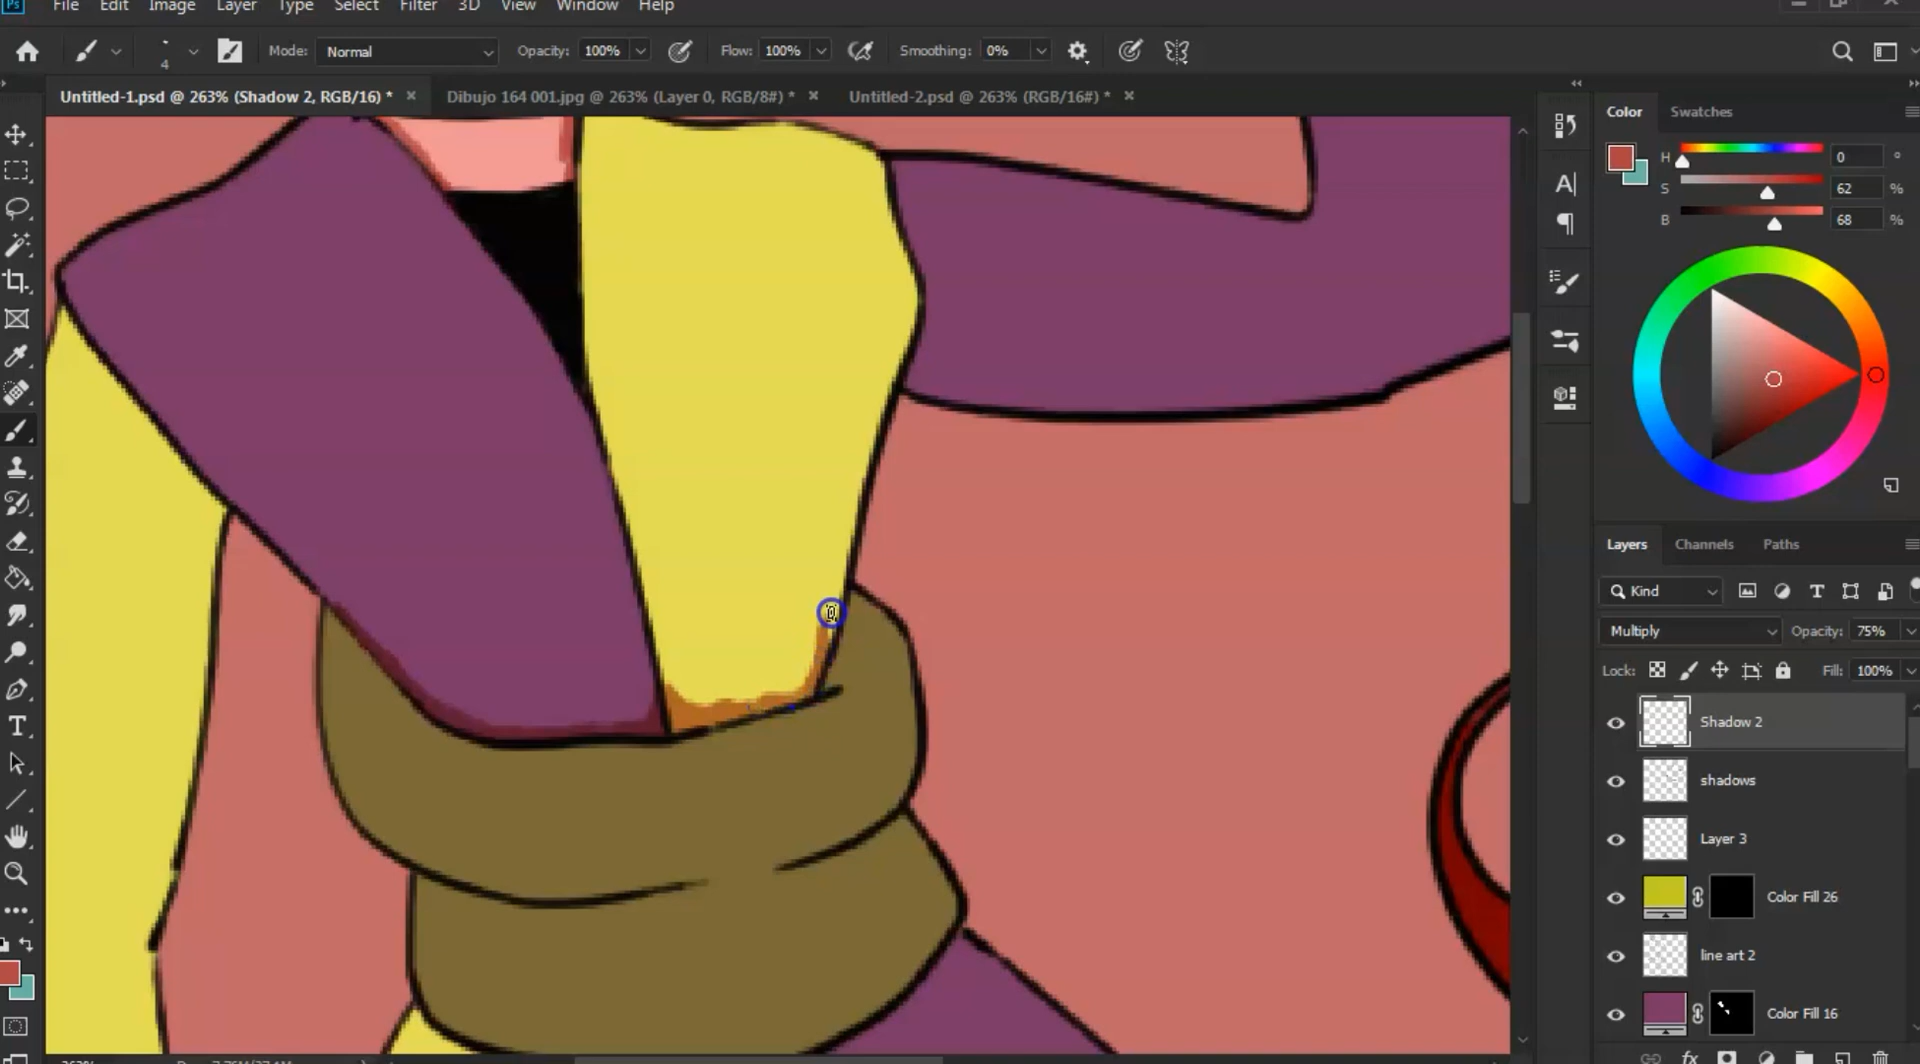 Ps File Edit Image Layer Type Select Filter 3D View Window Help
4 Mode: Normal Opacity: 100% Flow: 100% Smoothing: 0%
Untitled-1.psd @ 263% (Shadow 2, RGB/16) * × Dibujo 164 001.jpg @ 263% (Layer 0, RGB/8#) * × Untitled-2.psd @ 263% (RGB/16#) * ×
Color Swatches
H 0 °
S 62 %
B 68 %
Layers Channels Paths
Kind
Multiply Opacity: 75%
Lock: Fill: 100%
Shadow 2
shadows
Layer 3
Color Fill 26
line art 2
Color Fill 16